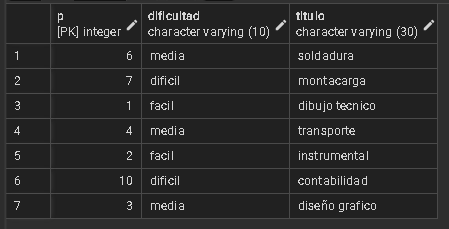 p dificultad titulo
[PK] integer character varying (10) character varying (30)
1 6 media soldadura
2 7 dificil montacarga
3 1 facil dibujo tecnico
4 4 media transporte
5 2 facil instrumental
6 10 dificil contabilidad
7 3 media diseño grafico